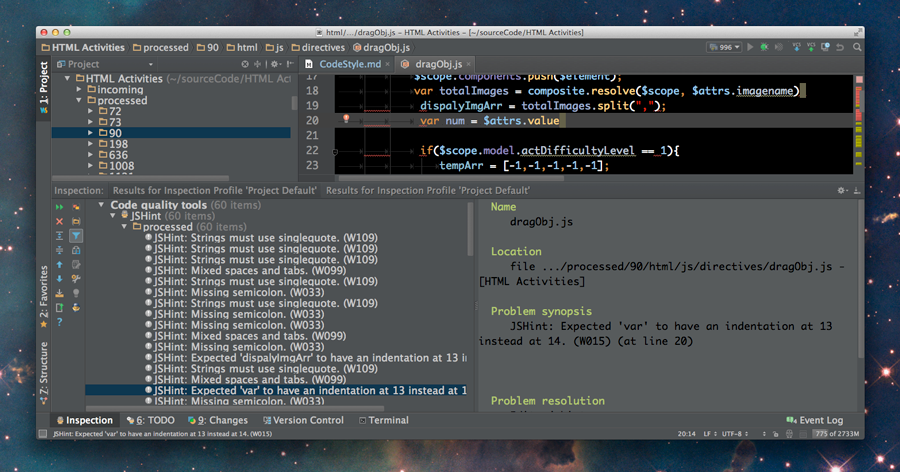 html/.../dragObj.js - HTML Activities - [~/sourceCode/HTML Activities]
HTML Activities processed 90 html js directives dragObj.js
996
1: Project
2: Favorites
7: Structure
Project
HTML Activities (~/sourceCode/HTML Activities)
incoming
processed
72
73
90
198
636
1008
CodeStyle.md × dragObj.js ×
17 $scope.components.push($element);
18 var totalImages = composite.resolve($scope, $attrs.imagename)
19 dispalyImgArr = totalImages.split(",");
20 var num = $attrs.value
21
22 if($scope.model.actDifficultyLevel == 1){
23 tempArr = [-1,-1,-1,-1,-1];
Inspection: Results for Inspection Profile 'Project Default' Results for Inspection Profile 'Project Default'
Code quality tools (60 items)
JSHint (60 items)
processed (60 items)
JSHint: Strings must use singlequote. (W109)
JSHint: Strings must use singlequote. (W109)
JSHint: Strings must use singlequote. (W109)
JSHint: Mixed spaces and tabs. (W099)
JSHint: Strings must use singlequote. (W109)
JSHint: Missing semicolon. (W033)
JSHint: Strings must use singlequote. (W109)
JSHint: Missing semicolon. (W033)
JSHint: Missing semicolon. (W033)
JSHint: Mixed spaces and tabs. (W099)
JSHint: Missing semicolon. (W033)
JSHint: Expected 'dispalyImgArr' to have an indentation at 13 i
JSHint: Strings must use singlequote. (W109)
JSHint: Mixed spaces and tabs. (W099)
JSHint: Expected 'var' to have an indentation at 13 instead at 1
JSHint: Missing semicolon. (W033)
Name
dragObj.js
Location
file .../processed/90/html/js/directives/dragObj.js -
[HTML Activities]
Problem synopsis
JSHint: Expected 'var' to have an indentation at 13
instead at 14. (W015) (at line 20)
Problem resolution
Inspection 6: TODO 9: Changes Version Control Terminal Event Log
JSHint: Expected 'var' to have an indentation at 13 instead at 14. (W015) 20:14 LF UTF-8 775 of 2733M